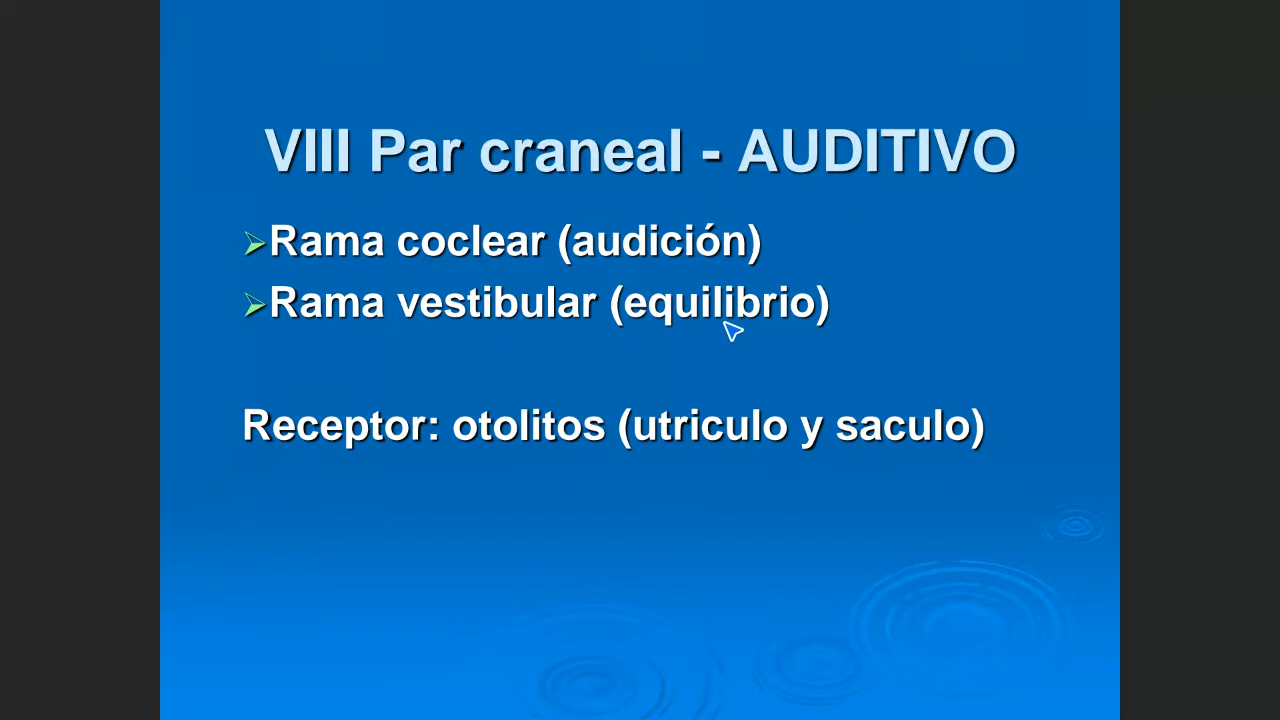 VIII Par craneal - AUDITIVO
Rama coclear (audición)
Rama vestibular (equilibrio)
Receptor: otolitos (utriculo y saculo)